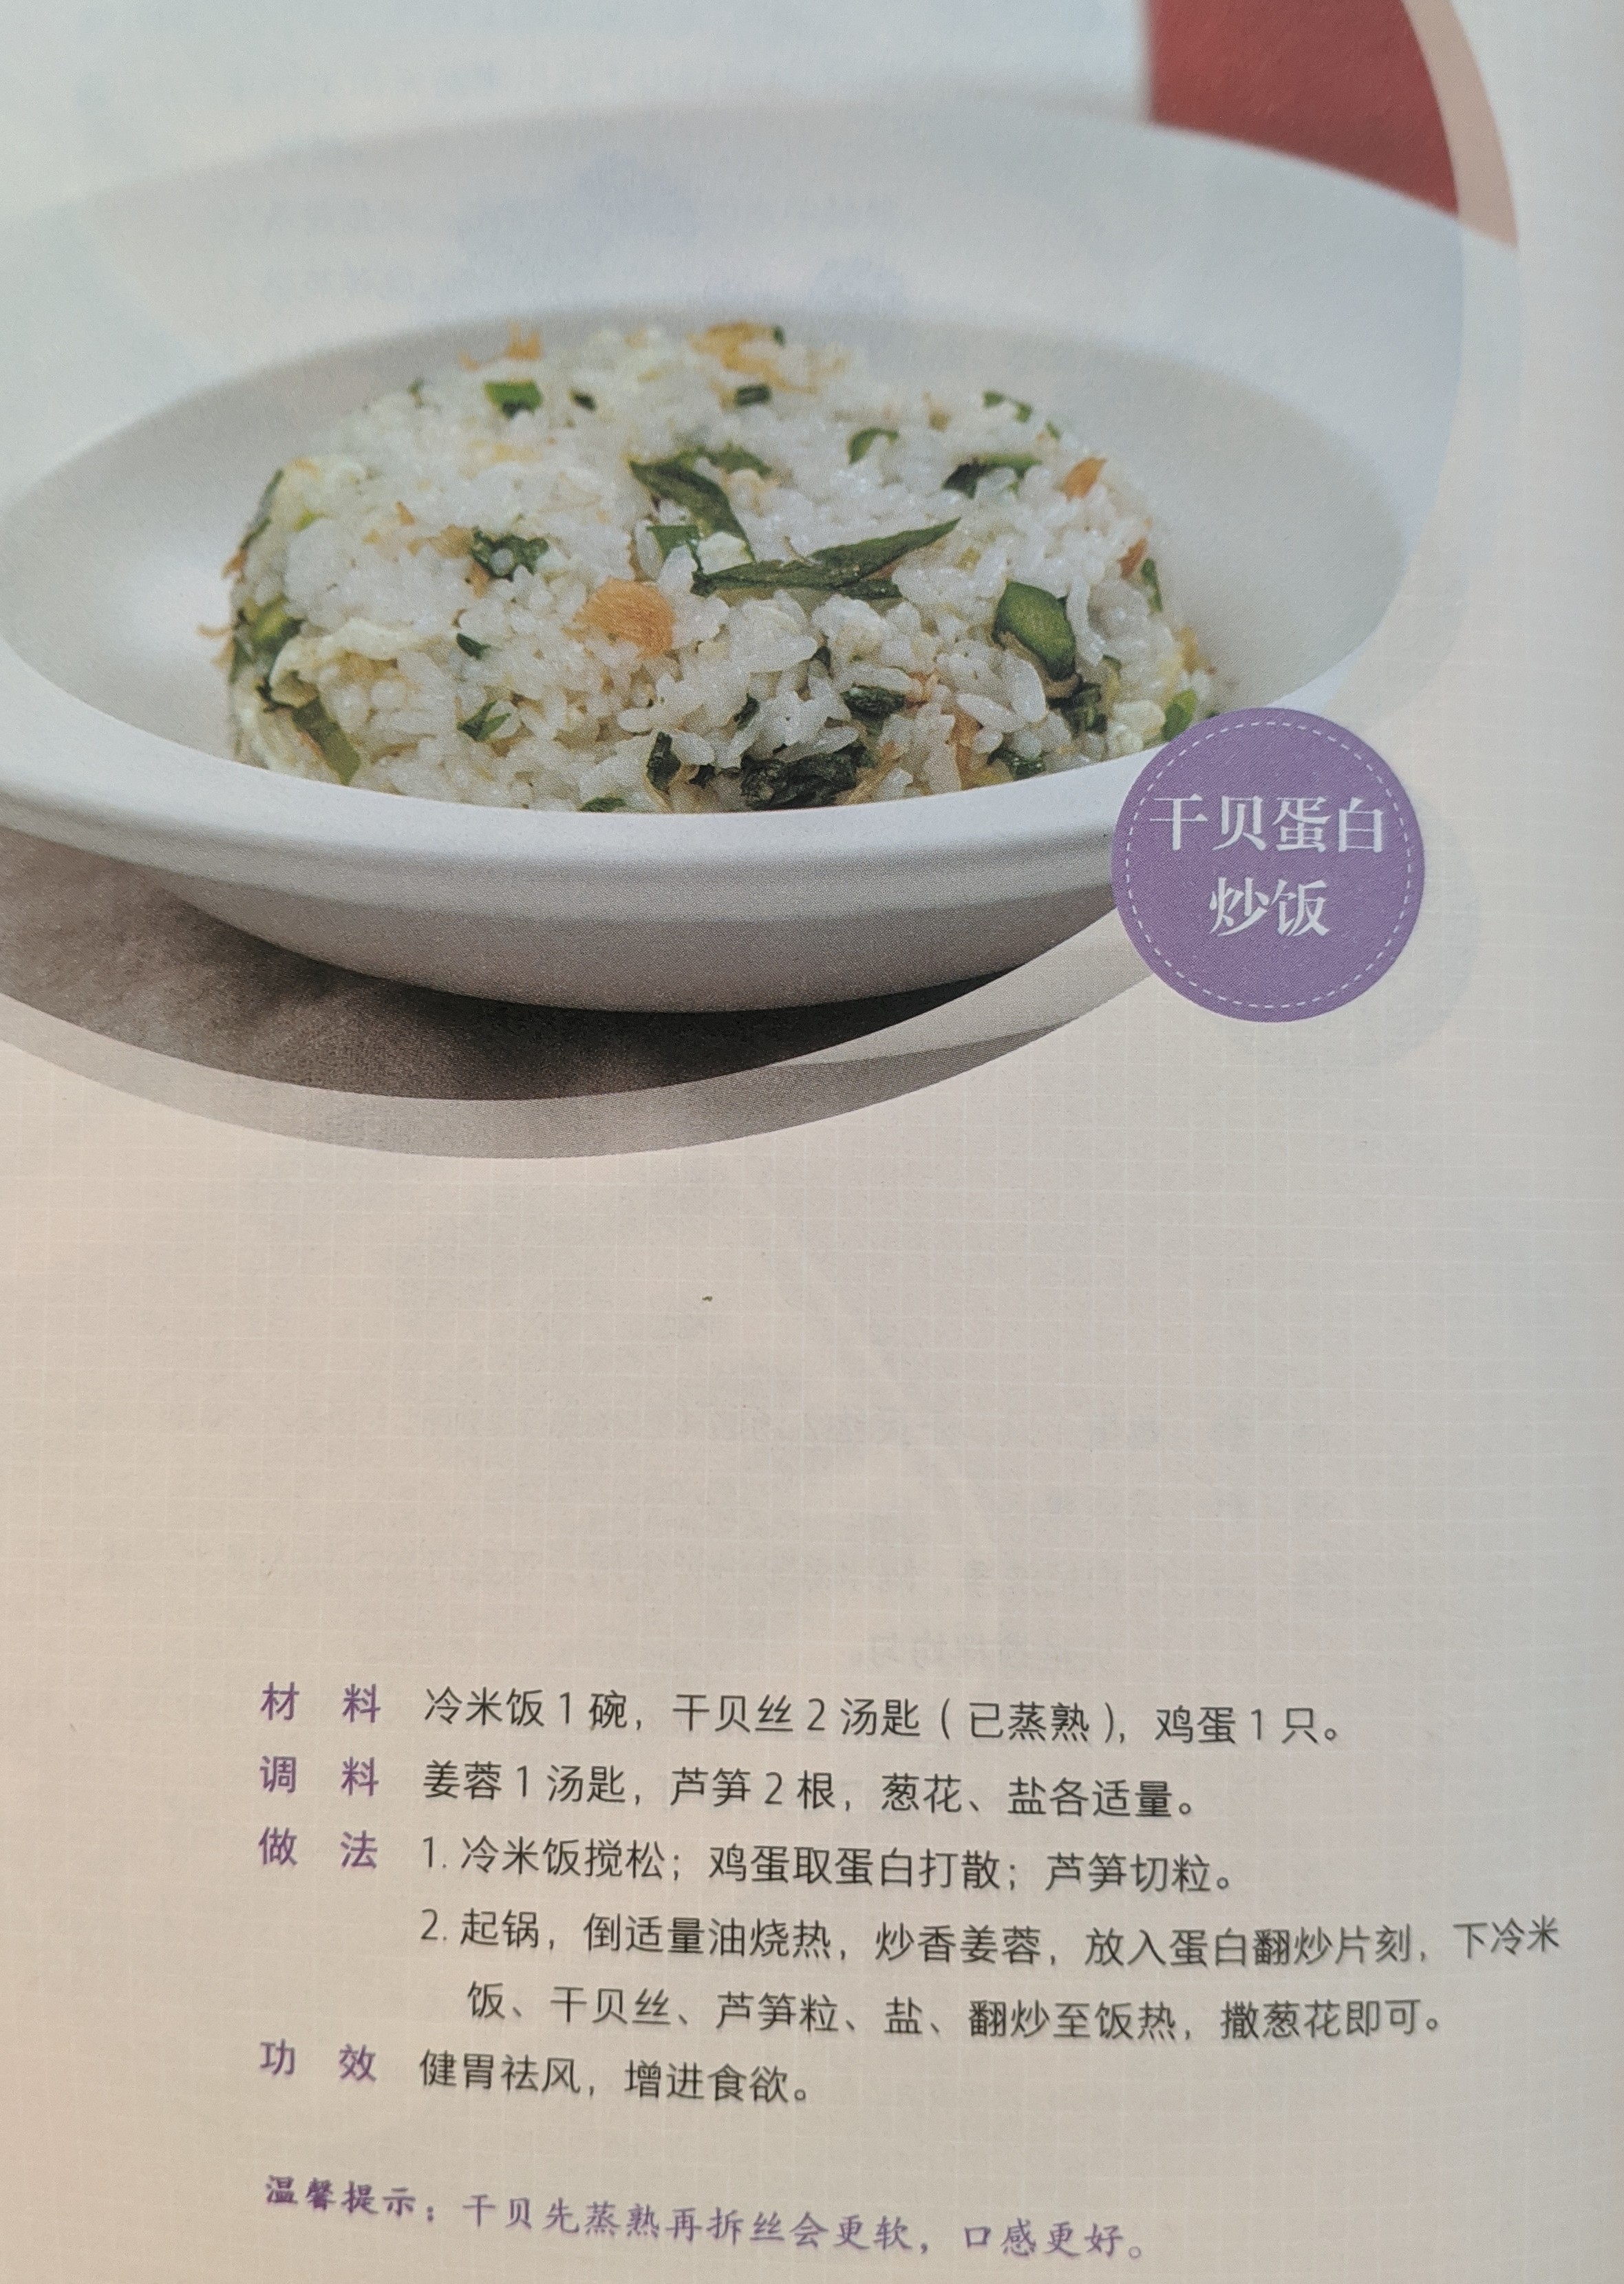 干贝蛋白
炒饭
材 料 冷米饭 1 碗，干贝丝 2 汤匙（已蒸熟），鸡蛋 1 只。
调 料 姜蓉 1 汤匙，芦笋 2 根，葱花、盐各适量。
做 法 1. 冷米饭搅松；鸡蛋取蛋白打散；芦笋切粒。
2. 起锅，倒适量油烧热，炒香姜蓉，放入蛋白翻炒片刻，下冷米
饭、干贝丝、芦笋粒、盐、翻炒至饭热，撒葱花即可。
功 效 健胃祛风，增进食欲。
温馨提示：干贝先蒸熟再拆丝会更软，口感更好。